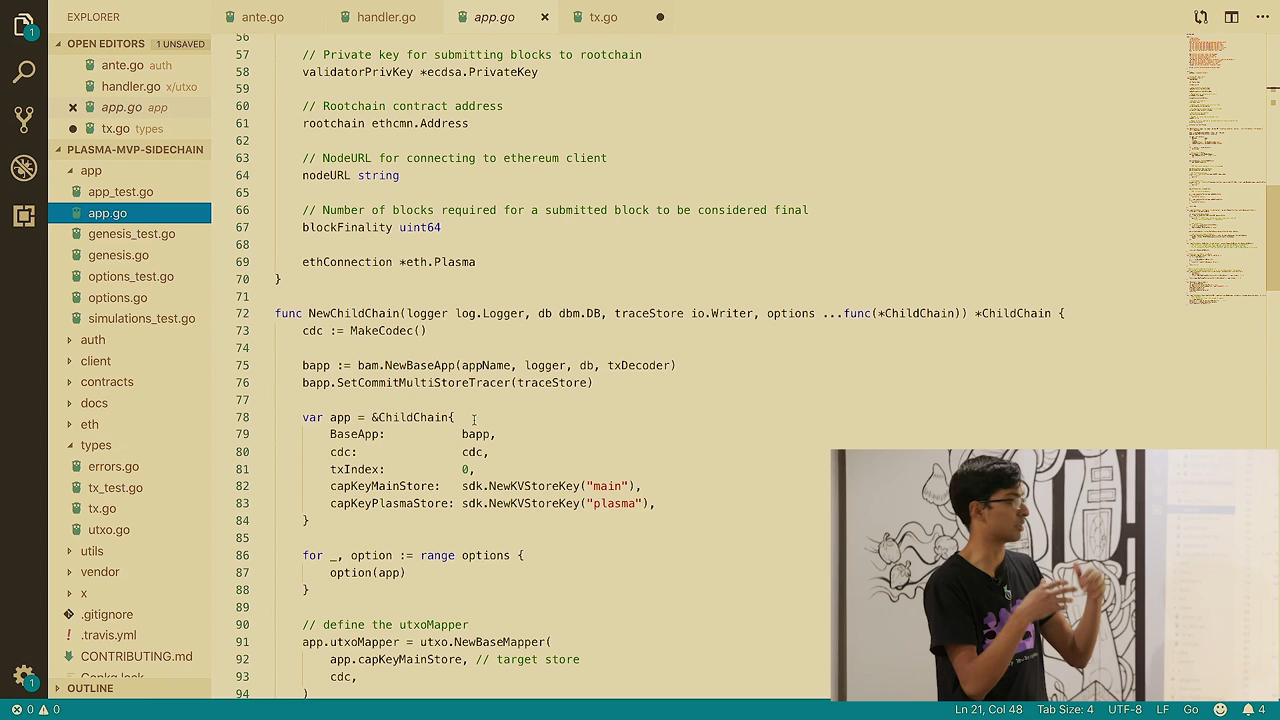 EXPLORER
OPEN EDITORS 1 UNSAVED
ante.go auth
handler.go x/utxo
app.go app
tx.go types
PLASMA-MVP-SIDECHAIN
app
app_test.go
app.go
genesis_test.go
genesis.go
options_test.go
options.go
simulations_test.go
auth
client
contracts
docs
eth
types
errors.go
tx_test.go
tx.go
utxo.go
utils
vendor
x
.gitignore
.travis.yml
CONTRIBUTING.md
Gopkg.lock
OUTLINE
1
1
ante.go handler.go app.go tx.go
56
57 // Private key for submitting blocks to rootchain
58 validatorPrivKey *ecdsa.PrivateKey
59
60 // Rootchain contract address
61 rootchain ethcmn.Address
62
63 // NodeURL for connecting to ethereum client
64 nodeURL string
65
66 // Number of blocks required for a submitted block to be considered final
67 blockFinality uint64
68
69 ethConnection *eth.Plasma
70 }
71
72 func NewChildChain(logger log.Logger, db dbm.DB, traceStore io.Writer, options ...func(*ChildChain)) *ChildChain {
73 cdc := MakeCodec()
74
75 bapp := bam.NewBaseApp(appName, logger, db, txDecoder)
76 bapp.SetCommitMultiStoreTracer(traceStore)
77
78 var app = &ChildChain{
79 BaseApp: bapp,
80 cdc: cdc,
81 txIndex: 0,
82 capKeyMainStore: sdk.NewKVStoreKey("main"),
83 capKeyPlasmaStore: sdk.NewKVStoreKey("plasma"),
84 }
85
86 for _, option := range options {
87 option(app)
88 }
89
90 // define the utxoMapper
91 app.utxoMapper = utxo.NewBaseMapper(
92 app.capKeyMainStore, // target store
93 cdc,
94 )
0 0 Ln 21, Col 48 Tab Size: 4 UTF-8 LF Go 4